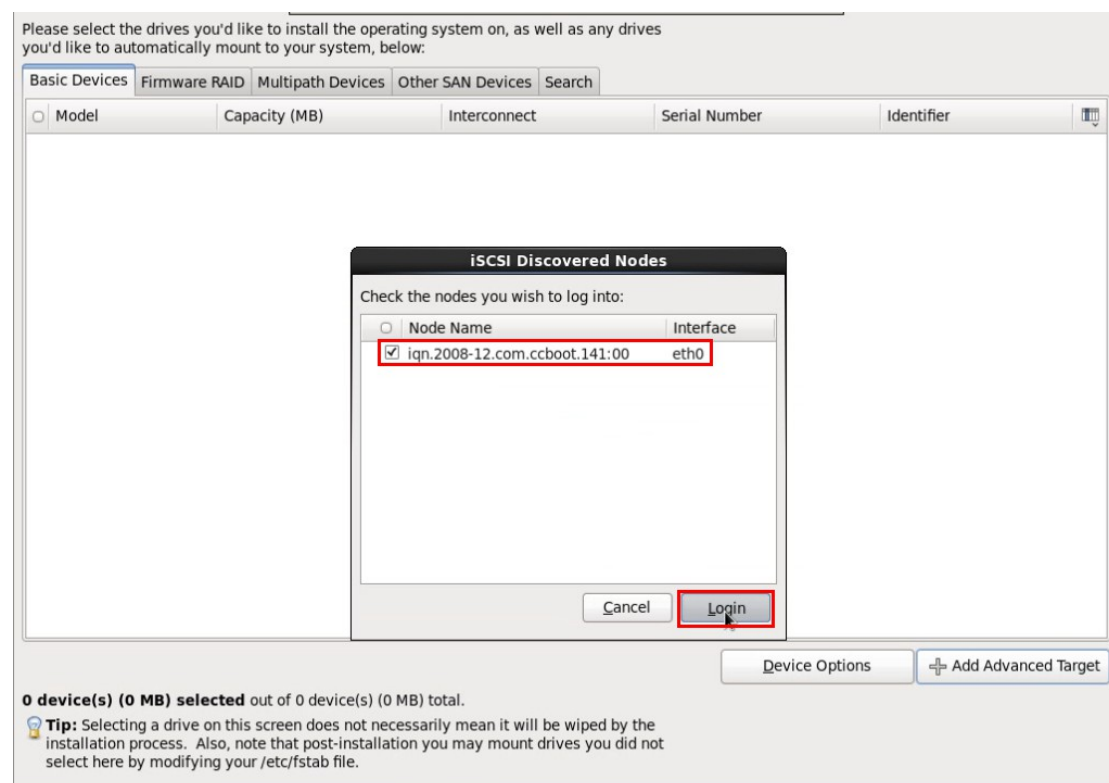 Please select the drives you'd like to install the operating system on, as well as any drives
you'd like to automatically mount to your system, below:
Basic Devices Firmware RAID Multipath Devices Other SAN Devices Search
Model Capacity (MB) Interconnect Serial Number Identifier
iSCSI Discovered Nodes
Check the nodes you wish to log into:
Node Name Interface
iqn.2008-12.com.ccboot.141:00 eth0
Cancel Login
Device Options Add Advanced Target
0 device(s) (0 MB) selected out of 0 device(s) (0 MB) total.
Tip: Selecting a drive on this screen does not necessarily mean it will be wiped by the
installation process. Also, note that post-installation you may mount drives you did not
select here by modifying your /etc/fstab file.